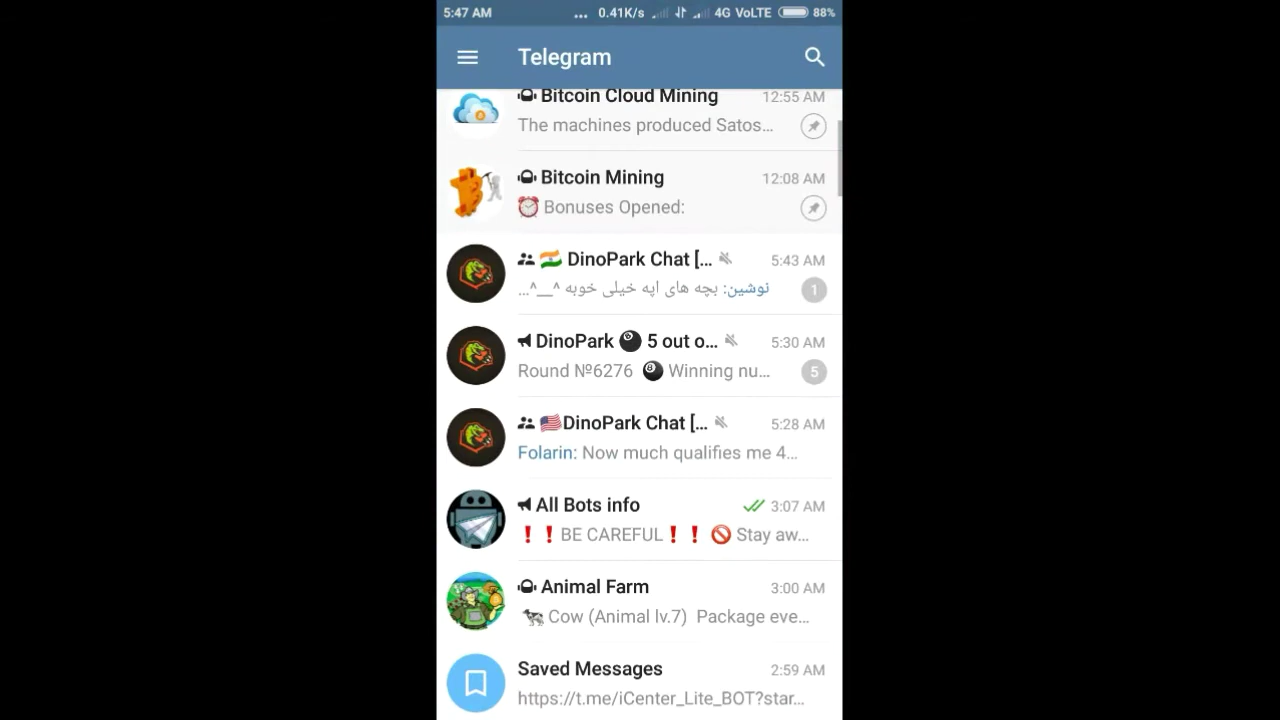 5:47 AM ... 0.41K/s 4G VoLTE 88%
Telegram
Bitcoin Cloud Mining 12:55 AM
The machines produced Satos...
Bitcoin Mining 12:08 AM
⏰ Bonuses Opened:
🇮🇳 DinoPark Chat [... 5:43 AM
نوشین: بچه های اپه خیلی خوبه ^__^... 1
DinoPark 🎱 5 out o... 5:30 AM
Round №6276 🎱 Winning nu... 5
🇺🇸DinoPark Chat [... 5:28 AM
Folarin: Now much qualifies me 4...
All Bots info 3:07 AM
❗❗BE CAREFUL❗❗ 🚫 Stay aw...
Animal Farm 3:00 AM
🐄 Cow (Animal lv.7) Package eve...
Saved Messages 2:59 AM
https://t.me/iCenter_Lite_BOT?star...